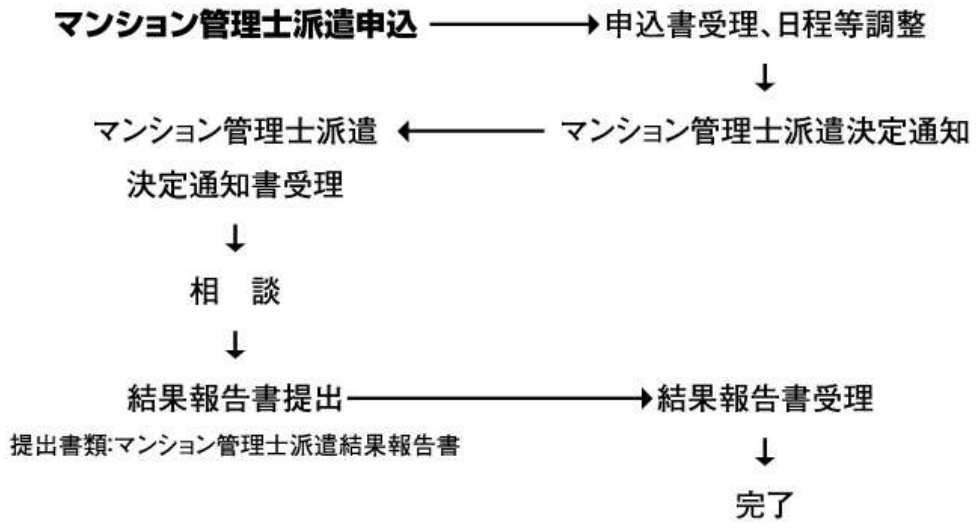 マンション管理士派遣申込
申込書受理、日程等調整
マンション管理士派遣決定通知
マンション管理士派遣
決定通知書受理
相　談
結果報告書提出
提出書類:マンション管理士派遣結果報告書
結果報告書受理
完了